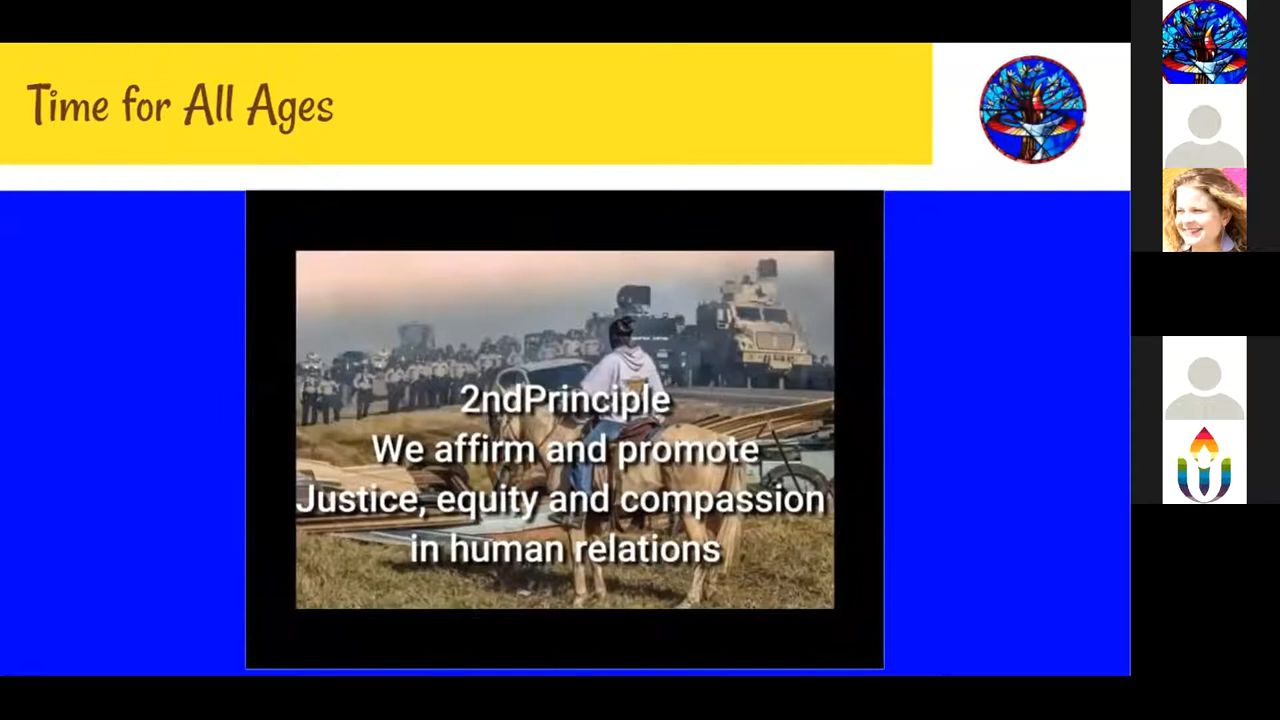 Time for All Ages
2ndPrinciple
We affirm and promote
Justice, equity and compassion
in human relations